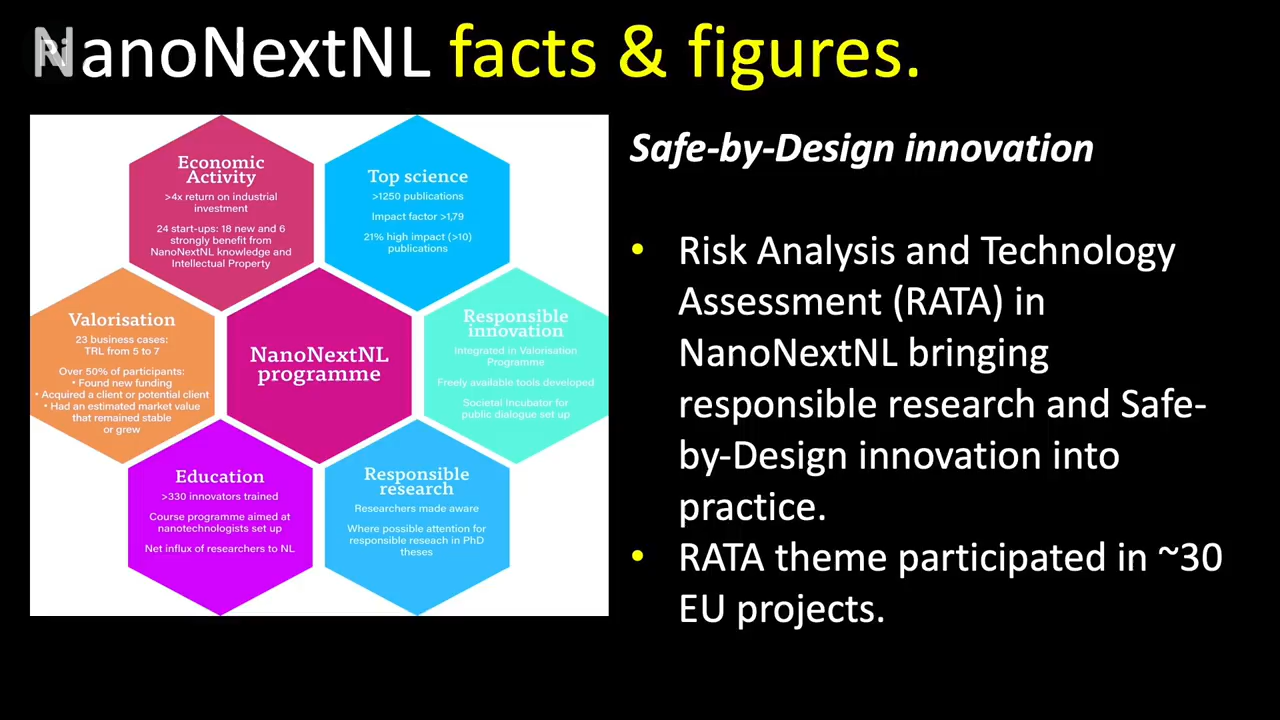 NanoNextNL facts & figures.
Ri
Economic
Activity
>4x return on industrial
investment
24 start-ups: 18 new and 6
strongly benefit from
NanoNextNL knowledge and
Intellectual Property
Top science
>1250 publications
Impact factor >1,79
21% high impact (>10)
publications
Valorisation
23 business cases:
TRL from 5 to 7
Over 50% of participants:
• Found new funding
• Acquired a client or potential client
• Had an estimated market value
that remained stable
or grew
NanoNextNL
programme
Responsible
innovation
Integrated in Valorisation
Programme
Freely available tools developed
Societal incubator for
public dialogue set up
Education
>330 innovators trained
Course programme aimed at
nanotechnologists set up
Net influx of researchers to NL
Responsible
research
Researchers made aware
Where possible attention for
responsible reseach in PhD
theses
Safe-by-Design innovation
• Risk Analysis and Technology
Assessment (RATA) in
NanoNextNL bringing
responsible research and Safe-
by-Design innovation into
practice.
• RATA theme participated in ~30
EU projects.